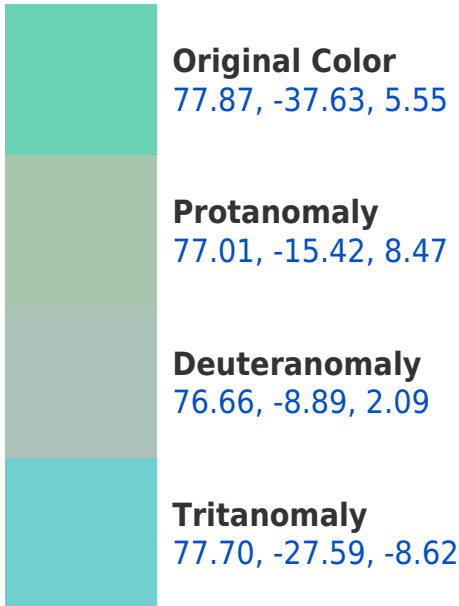 Original Color
77.87, -37.63, 5.55
Protanomaly
77.01, -15.42, 8.47
Deuteranomaly
76.66, -8.89, 2.09
Tritanomaly
77.70, -27.59, -8.62